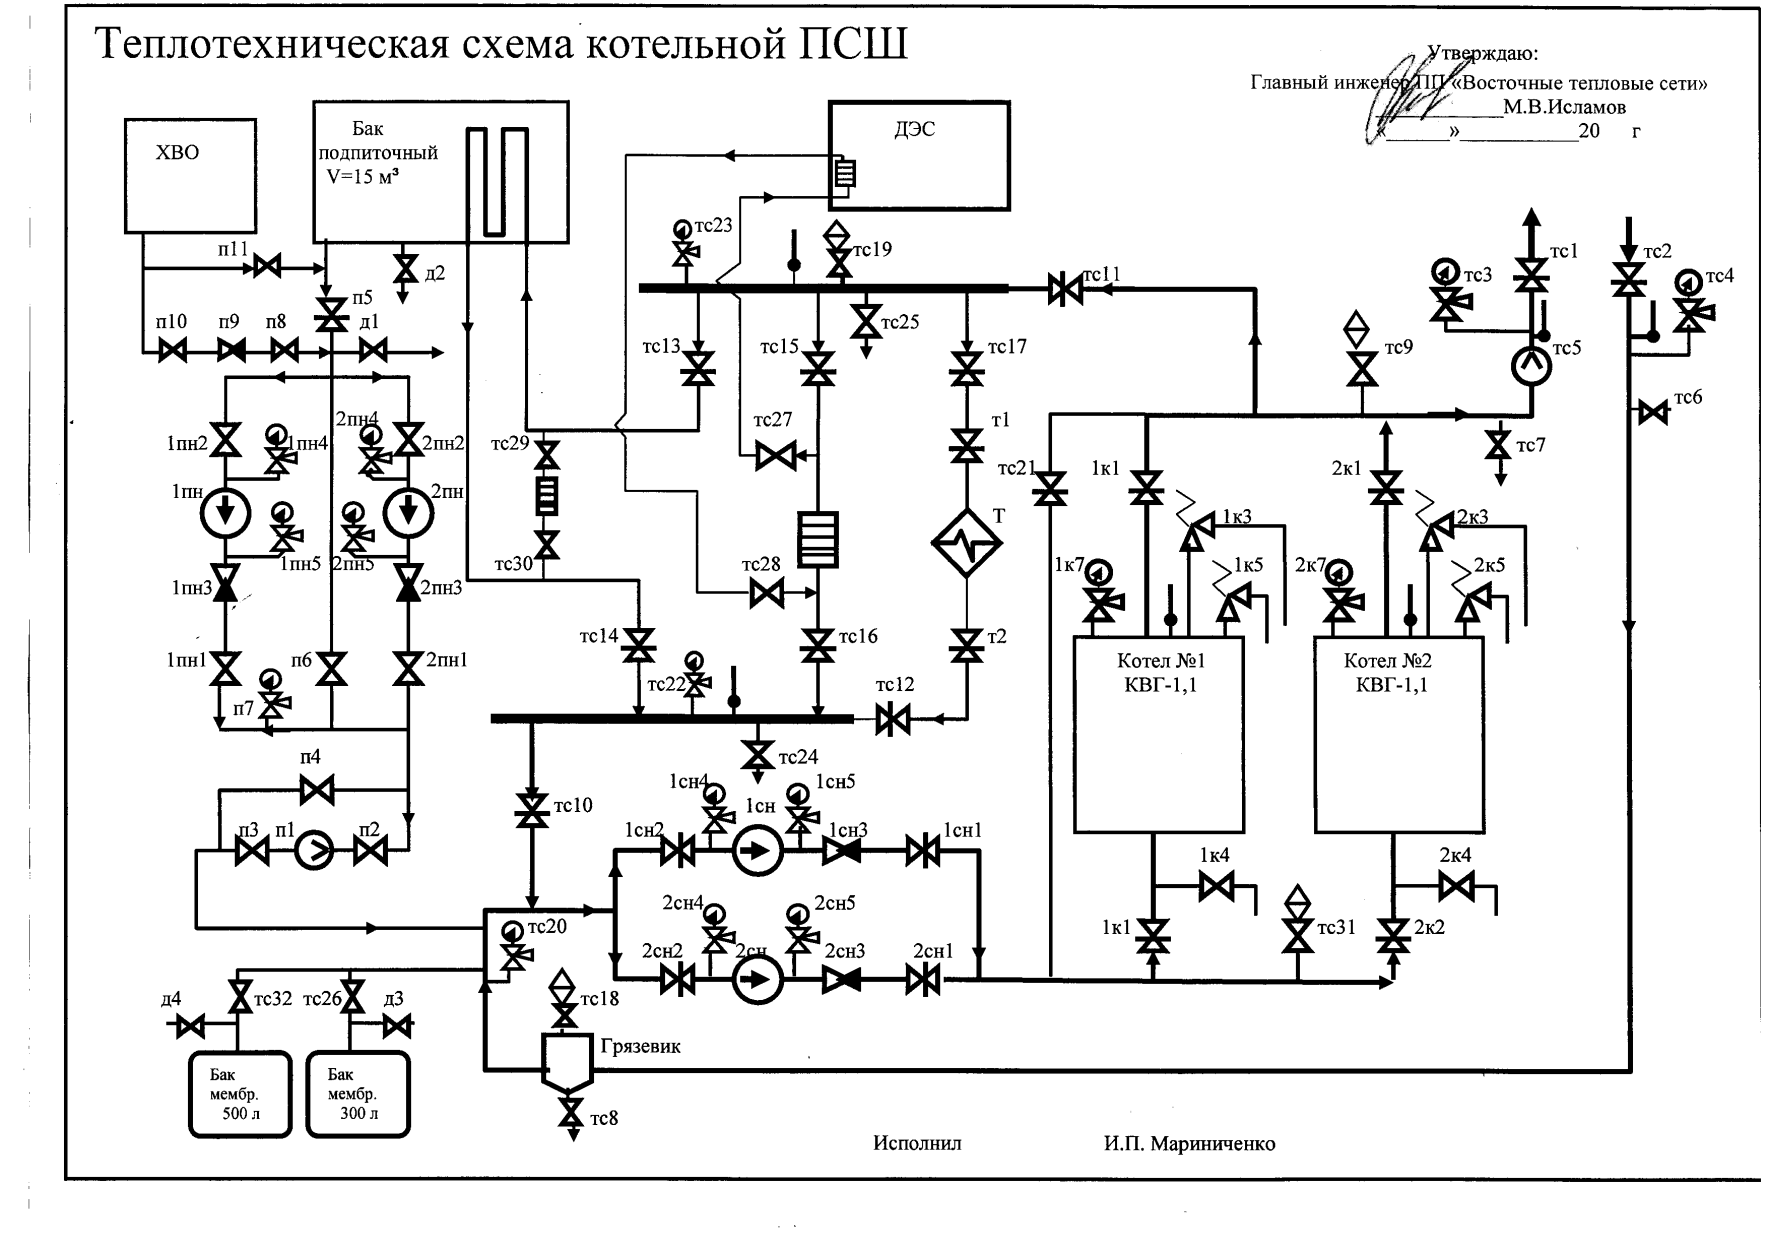 Теплотехническая схема котельной ПСШ
Утверждаю:
Главный инженер ПП «Восточные тепловые сети»
____________М.В.Исламов
«______»____________20 г
ХВО
Бак
подпиточный
V=15 м³
ДЭС
п11
д2
п5
п10
п9
п8
д1
тс23
тс19
тс11
тс25
тс13
тс15
тс17
тс3
тс1
тс2
тс4
тс9
тс5
тс6
тс7
1пн2
1пн4
2пн4
2пн2
тс29
тс27
т1
тс21
1к1
2к1
1пн
2пн
Т
1к3
2к3
1пн5
2пн5
тс30
тс28
1к7
1к5
2к7
2к5
1пн3
2пн3
тс14
тс16
т2
1пн1
п6
2пн1
тс22
тс12
п7
Котел №1
КВГ-1,1
Котел №2
КВГ-1,1
п4
тс24
тс10
1сн4
1сн
1сн5
п3
п1
п2
1сн2
1сн3
1сн1
1к4
2к4
2сн4
2сн5
тс20
2сн2
2сн
2сн3
2сн1
1к1
тс31
2к2
д4
тс32
тс26
д3
тс18
Грязевик
Бак
мембр.
500 л
Бак
мембр.
300 л
тс8
Исполнил И.П. Мариниченко